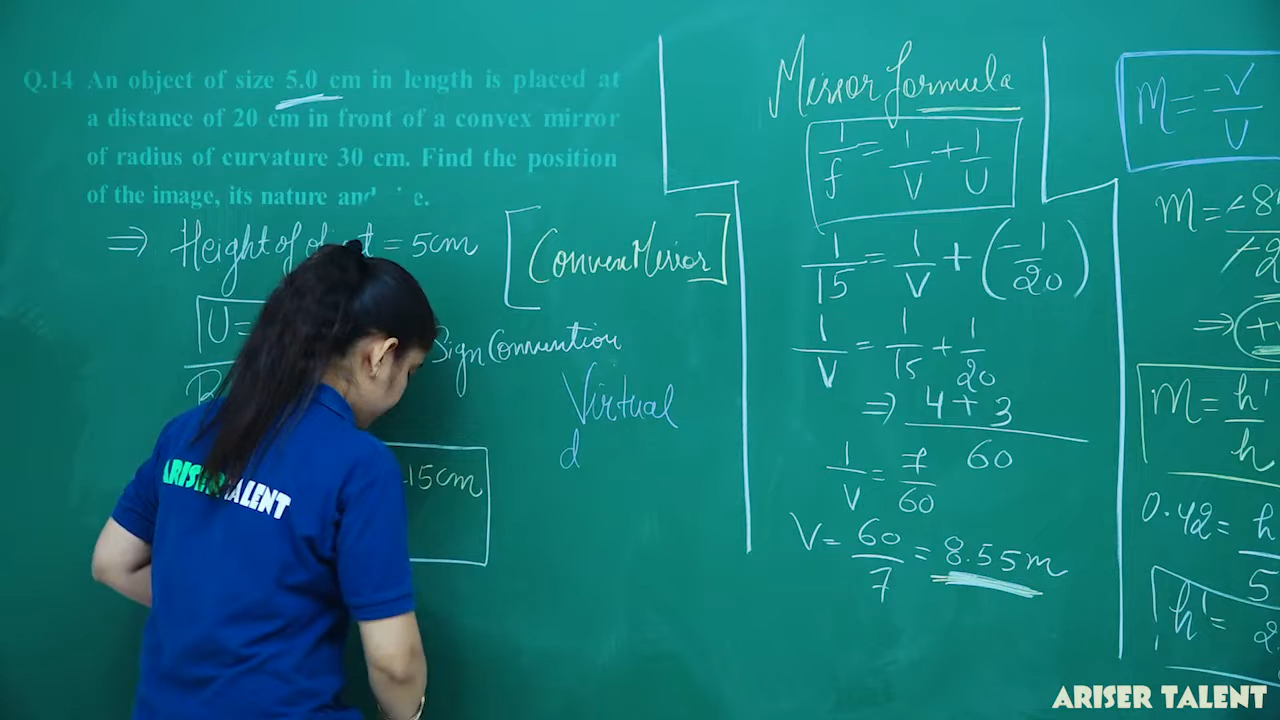 Q.14 An object of size 5.0 cm in length is placed at
a distance of 20 cm in front of a convex mirror
of radius of curvature 30 cm. Find the position
of the image, its nature and
⇒ Height of object = 5cm
[Convex Mirror]
U=
Sign Convention
R
Virtual
d
15cm
ARISER TALENT
Mirror formula
1/f = 1/V + 1/U
1/15 = 1/V + (-1/20)
1/V = 1/15 + 1/20
⇒ 4 + 3 / 60
1/V = 7/60
V = 60/7 = 8.55m
M = -V/U
M = -8
-2
⇒ (+
M = h'/h
0.42 = h
5
h' = 2
ARISER TALENT